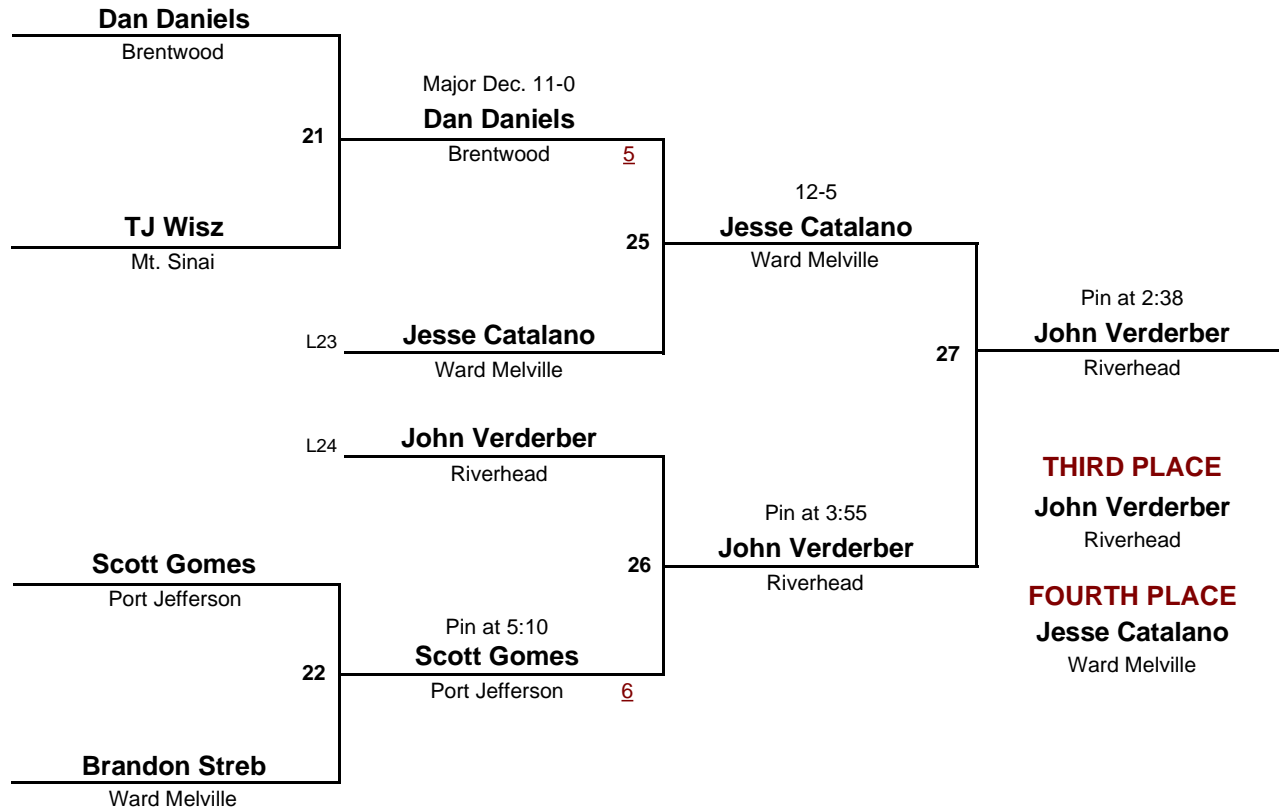 Dan Daniels
Brentwood
21
TJ Wisz
Mt. Sinai
Major Dec. 11-0
Dan Daniels
Brentwood 5
25
L23 Jesse Catalano
Ward Melville
12-5
Jesse Catalano
Ward Melville
L24 John Verderber
Riverhead
26
Scott Gomes
Port Jefferson
22
Brandon Streb
Ward Melville
Pin at 5:10
Scott Gomes
Port Jefferson 6
Pin at 3:55
John Verderber
Riverhead
27
Pin at 2:38
John Verderber
Riverhead
THIRD PLACE
John Verderber
Riverhead
FOURTH PLACE
Jesse Catalano
Ward Melville